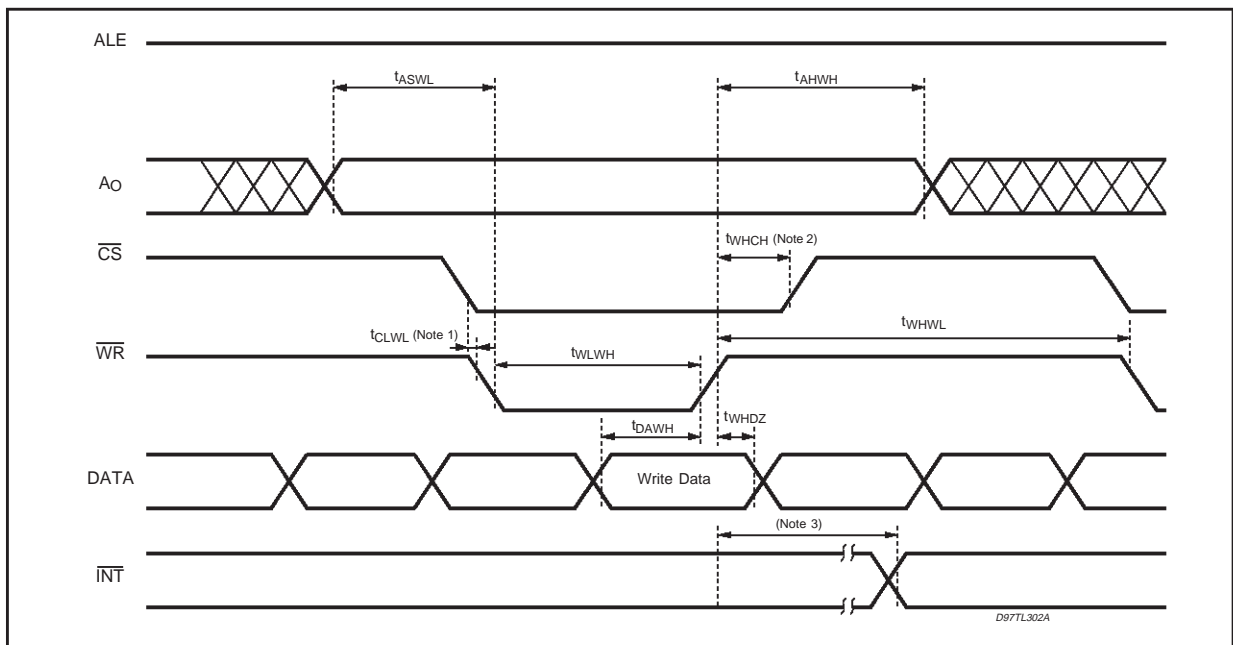 ALE
tASWL
tAHWH
AO
tWHCH (Note 2)
CS
tCLWL (Note 1)
tWHWL
WR
tWLWH
tDAWH
tWHDZ
DATA
Write Data
(Note 3)
INT
D97TL302A